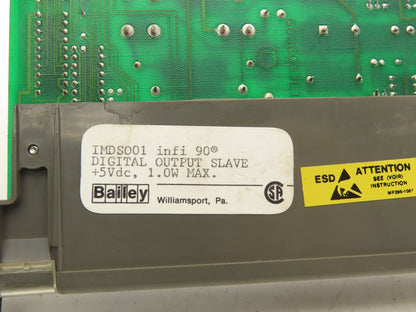 IMDSO01 infi 90®
DIGITAL OUTPUT SLAVE
+5Vdc, 1.0W MAX.
Bailey
Williamsport, Pa.
ESD
ATTENTION
SEE (VOIR)
INSTRUCTION